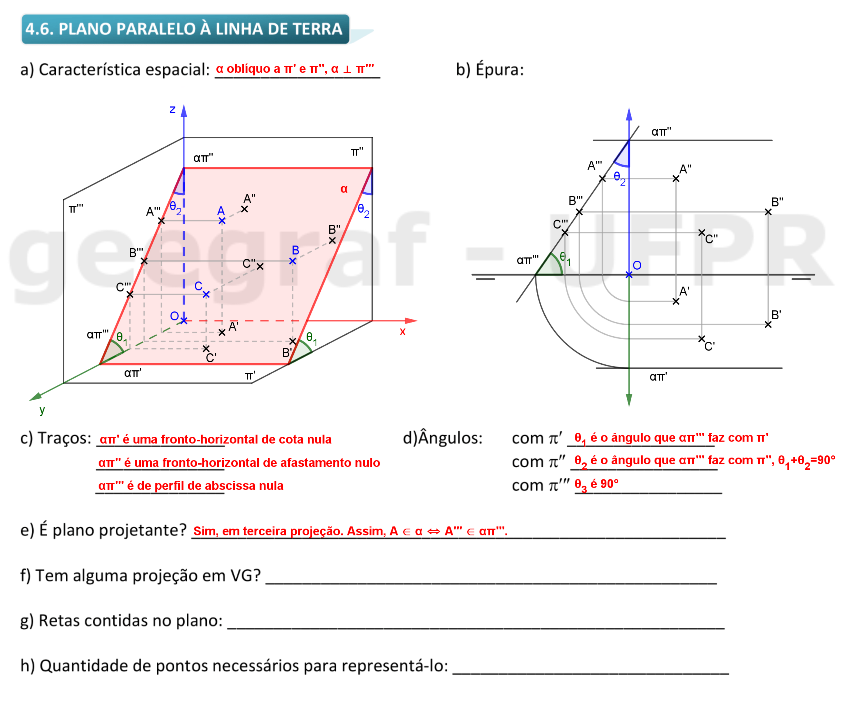 4.6. PLANO PARALELO À LINHA DE TERRA
a) Característica espacial: α oblíquo a π' e π", α ⊥ π'''
b) Épura:
z
απ"
π"
π'''
α
θ2
A'''
A
A"
θ2
B'''
B
B"
C'''
C
C"
O
x
απ'''
θ1
A'
C'
B'
θ1
απ'
π'
y
απ"
A'''
θ2
A"
B'''
B"
C'''
C"
απ'''
θ1
O
A'
B'
C'
απ'
geegraf - UFPR
c) Traços: απ' é uma fronto-horizontal de cota nula
απ" é uma fronto-horizontal de afastamento nulo
απ''' é de perfil de abscissa nula
d)Ângulos: com π' θ1 é o ângulo que απ''' faz com π'
com π" θ2 é o ângulo que απ''' faz com π", θ1+θ2=90°
com π''' θ3 é 90°
e) É plano projetante? Sim, em terceira projeção. Assim, A ∈ α ⇔ A''' ∈ απ'''.
f) Tem alguma projeção em VG?
g) Retas contidas no plano:
h) Quantidade de pontos necessários para representá-lo: